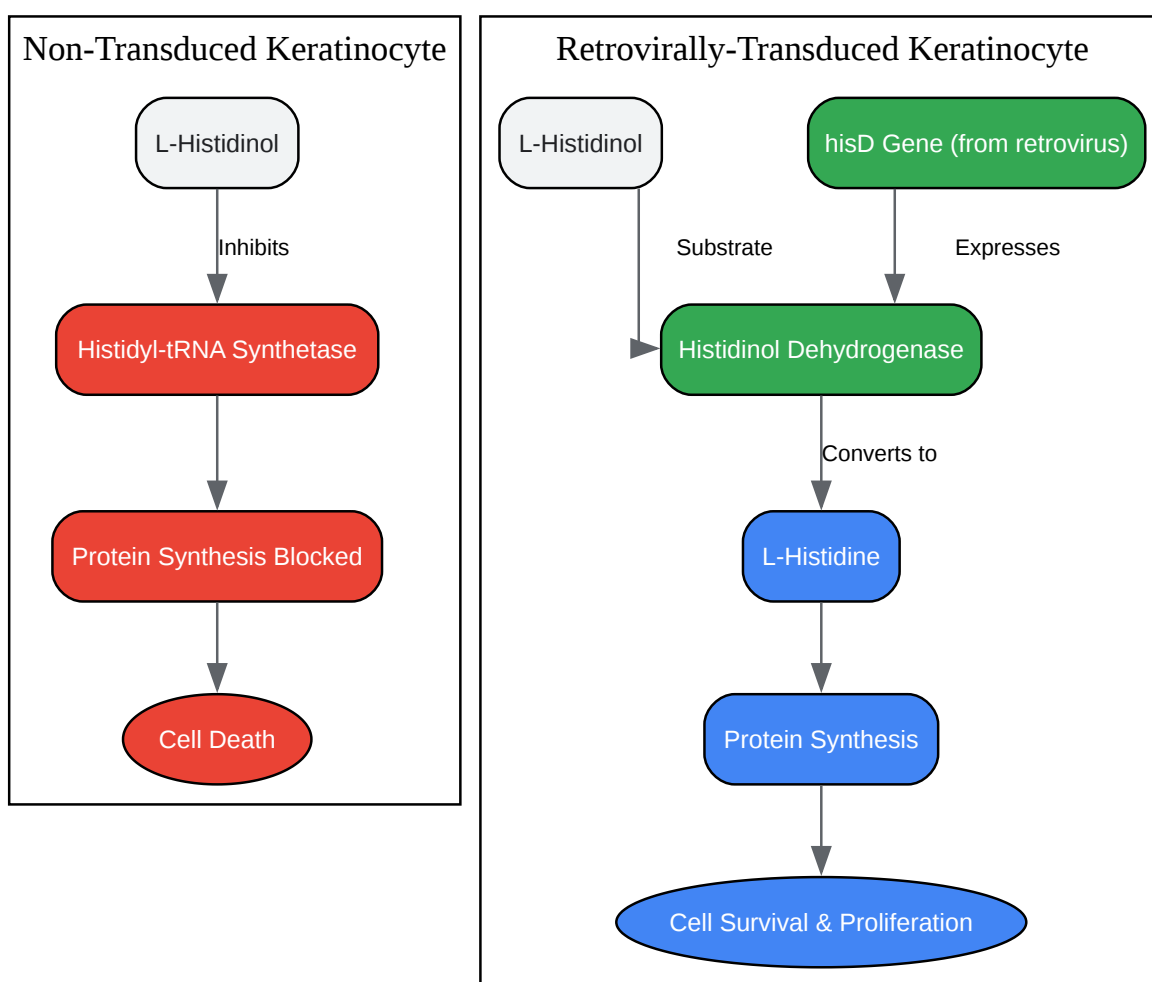 Non-Transduced Keratinocyte
L-Histidinol
Inhibits
Histidyl-tRNA Synthetase
Protein Synthesis Blocked
Cell Death
Retrovirally-Transduced Keratinocyte
L-Histidinol
hisD Gene (from retrovirus)
Substrate
Expresses
Histidinol Dehydrogenase
Converts to
L-Histidine
Protein Synthesis
Cell Survival & Proliferation